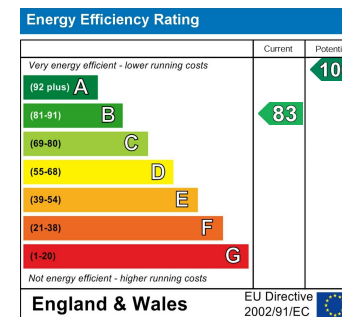 Energy Efficiency Rating
Current
Very energy efficient - lower running costs
(92 plus) A
(81-91) B
83
(69-80) C
(55-68) D
(39-54) E
(21-38) F
(1-20) G
Not energy efficient - higher running costs
England & Wales
EU Directive
2002/91/EC